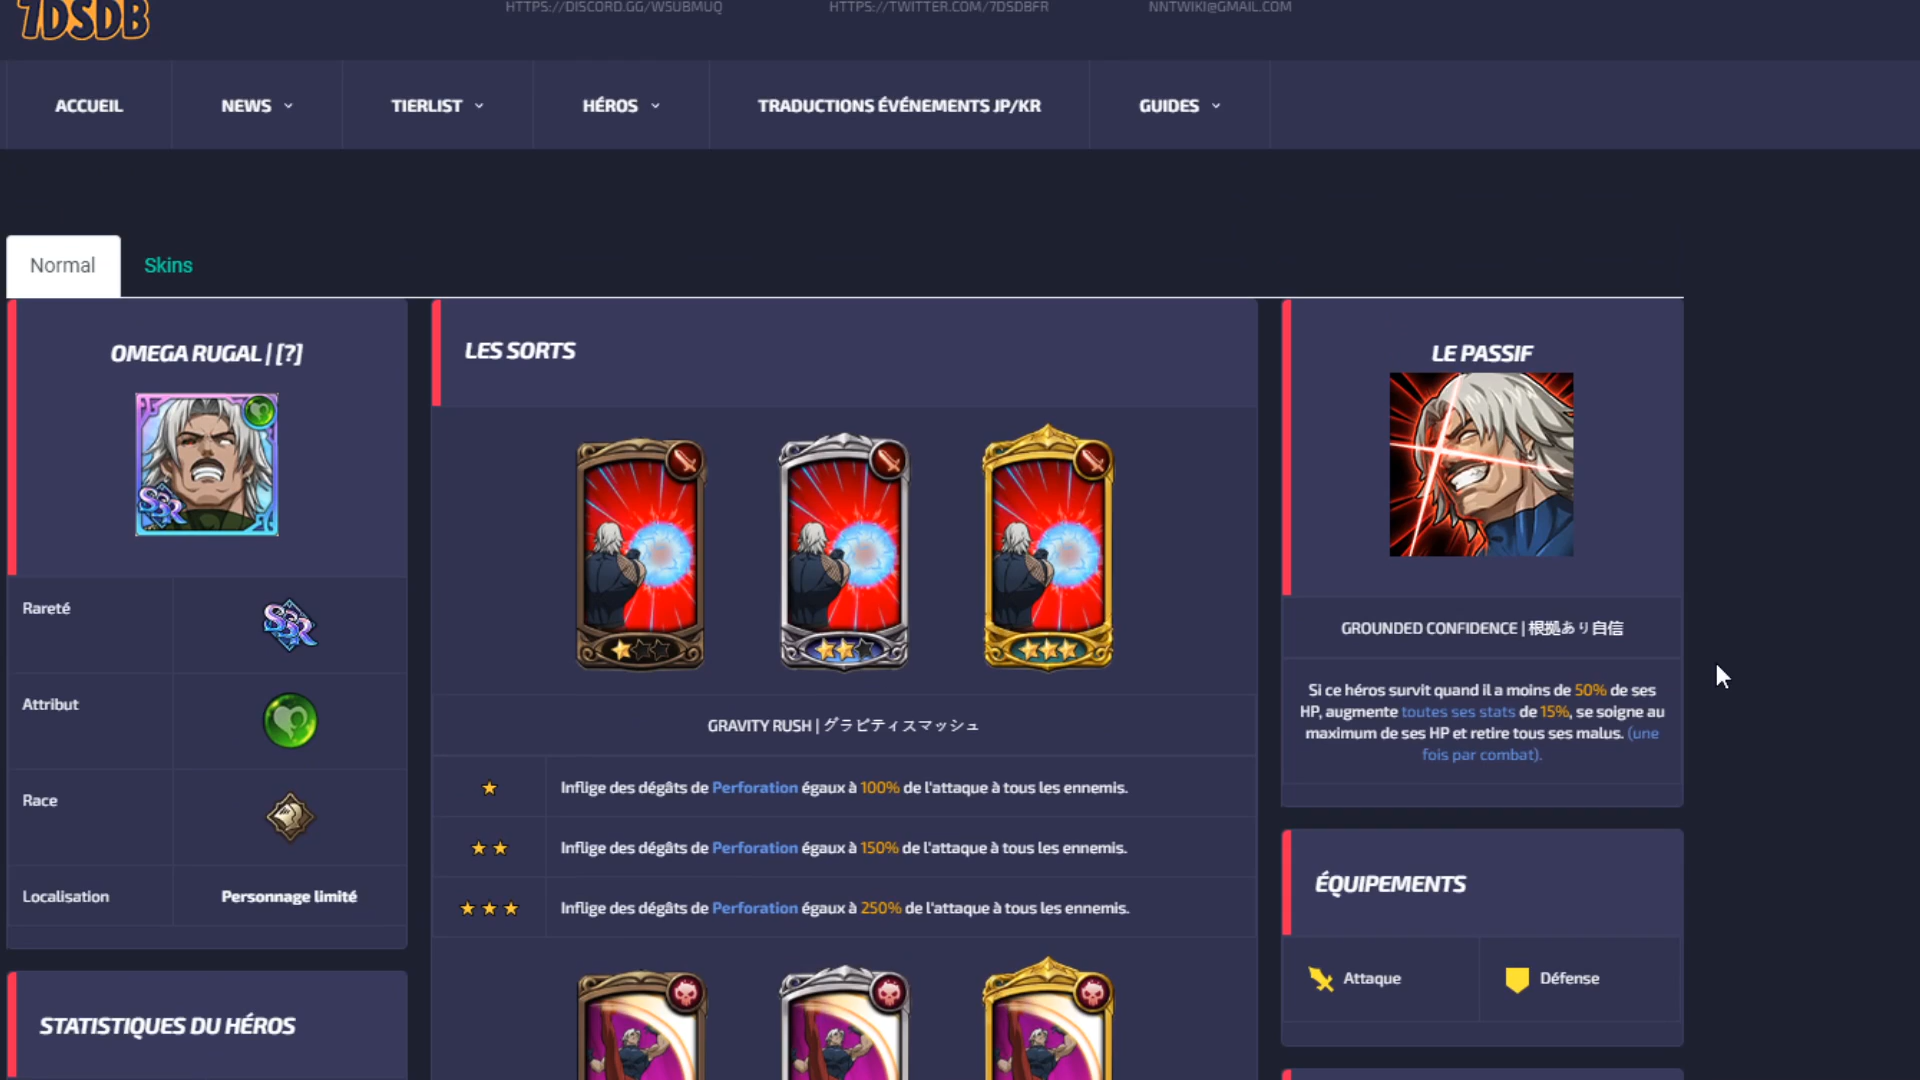 7DSDB
HTTPS://DISCORD.GG/WSUBMUQ
HTTPS://TWITTER.COM/7DSDBFR
NNTWIKI@GMAIL.COM
ACCUEIL
NEWS
TIERLIST
HÉROS
TRADUCTIONS ÉVÉNEMENTS JP/KR
GUIDES
Normal
Skins
OMEGA RUGAL | [?]
SSR
Rareté
SSR
Attribut
Race
Localisation
Personnage limité
STATISTIQUES DU HÉROS
LES SORTS
GRAVITY RUSH | グラビティスマッシュ
Inflige des dégâts de Perforation égaux à 100% de l'attaque à tous les ennemis.
Inflige des dégâts de Perforation égaux à 150% de l'attaque à tous les ennemis.
Inflige des dégâts de Perforation égaux à 250% de l'attaque à tous les ennemis.
LE PASSIF
GROUNDED CONFIDENCE | 根拠あり自信
Si ce héros survit quand il a moins de 50% de ses
HP, augmente toutes ses stats de 15%, se soigne au
maximum de ses HP et retire tous ses malus. (une
fois par combat).
ÉQUIPEMENTS
Attaque
Défense